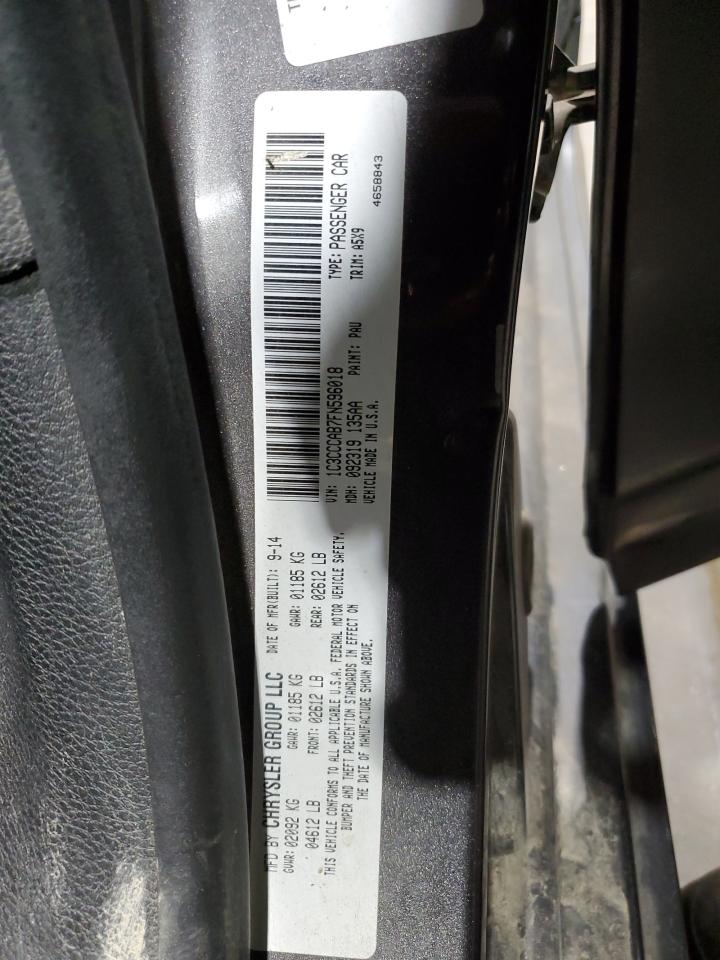 MFD BY CHRYSLER GROUP LLC DATE OF MFR(BUILT): 9-14
GVWR: 02092 KG GAWR: 01185 KG GAWR: 01185 KG
04612 LB FRONT: 02612 LB REAR: 02612 LB
THIS VEHICLE CONFORMS TO ALL APPLICABLE U.S.A. FEDERAL MOTOR VEHICLE SAFETY,
BUMPER AND THEFT PREVENTION STANDARDS IN EFFECT ON
THE DATE OF MANUFACTURE SHOWN ABOVE.
VIN: 1C3CCCAB7FN596018 TYPE: PASSENGER CAR
MDH: 092319 135AA PAINT: PAU TRIM: A5X9
VEHICLE MADE IN U.S.A. 4658843